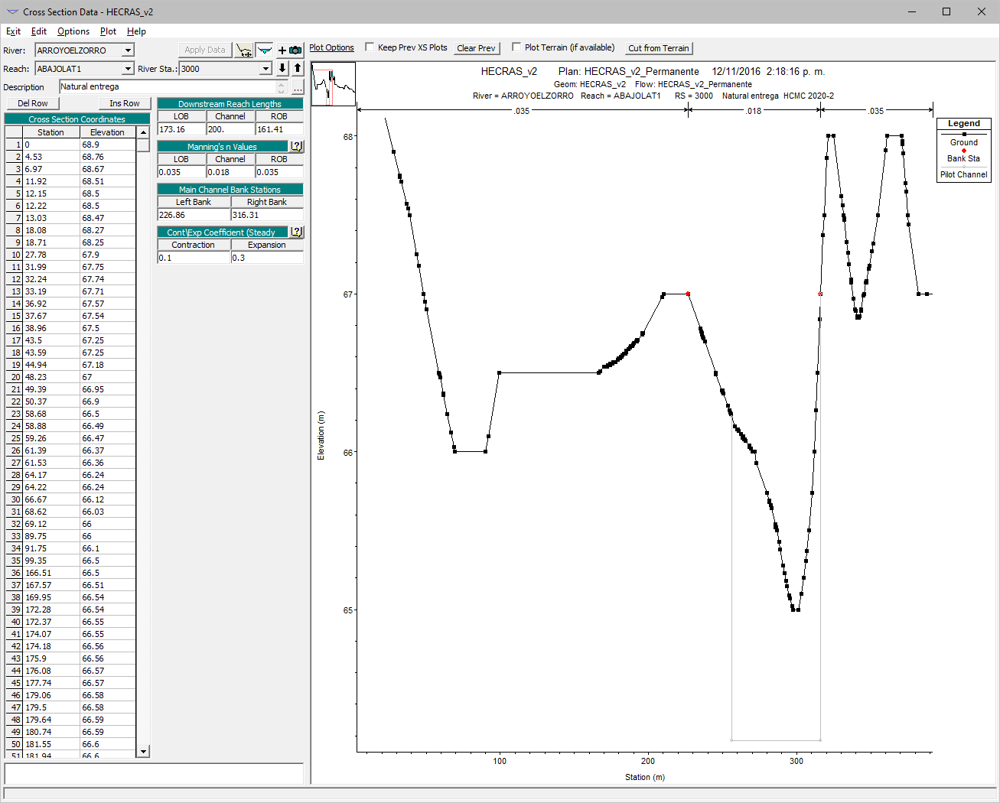 Cross Section Data - HECRAS_v2
Exit Edit Options Plot Help
River: ARROYOELZORRO Apply Data
Plot Options Keep Prev XS Plots Clear Prev Plot Terrain (if available) Cut from Terrain
Reach: ABAJOLAT1 River Sta.: 3000
Description Natural entrega ...
Del Row Ins Row
Cross Section Coordinates
Station Elevation
1 0 68.9
2 4.53 68.76
3 6.97 68.67
4 11.92 68.51
5 12.15 68.5
6 12.22 68.5
7 13.03 68.47
8 18.08 68.27
9 18.71 68.25
10 27.78 67.9
11 31.99 67.75
12 32.24 67.74
13 33.19 67.71
14 36.92 67.57
15 37.67 67.54
16 38.96 67.5
17 43.5 67.25
18 43.59 67.25
19 44.94 67.18
20 48.23 67
21 49.39 66.95
22 50.37 66.9
23 58.68 66.5
24 58.88 66.49
25 59.26 66.47
26 61.39 66.37
27 61.53 66.36
28 64.17 66.24
29 64.22 66.24
30 66.67 66.12
31 68.62 66.03
32 69.12 66
33 89.75 66
34 91.75 66.1
35 99.35 66.5
36 166.51 66.5
37 167.57 66.51
38 169.95 66.54
39 172.28 66.54
40 172.37 66.55
41 174.07 66.55
42 174.18 66.56
43 175.9 66.56
44 176.08 66.57
45 177.74 66.57
46 179.06 66.58
47 179.5 66.58
48 179.64 66.59
49 180.74 66.59
50 181.55 66.6
51 181.94 66.6
Downstream Reach Lengths
LOB Channel ROB
173.16 200. 161.41
Manning's n Values
LOB Channel ROB
0.035 0.018 0.035
Main Channel Bank Stations
Left Bank Right Bank
226.86 316.31
Cont\Exp Coefficient (Steady
Contraction Expansion
0.1 0.3
HECRAS_v2 Plan: HECRAS_v2_Permanente 12/11/2016 2:18:16 p. m.
Geom: HECRAS_v2 Flow: HECRAS_v2_Permanente
River = ARROYOELZORRO Reach = ABAJOLAT1 RS = 3000 Natural entrega HCMC 2020-2
.035 .018 .035
68
67
66
65
Elevation (m)
100 200 300
Station (m)
Legend
Ground
Bank Sta
Pilot Channel